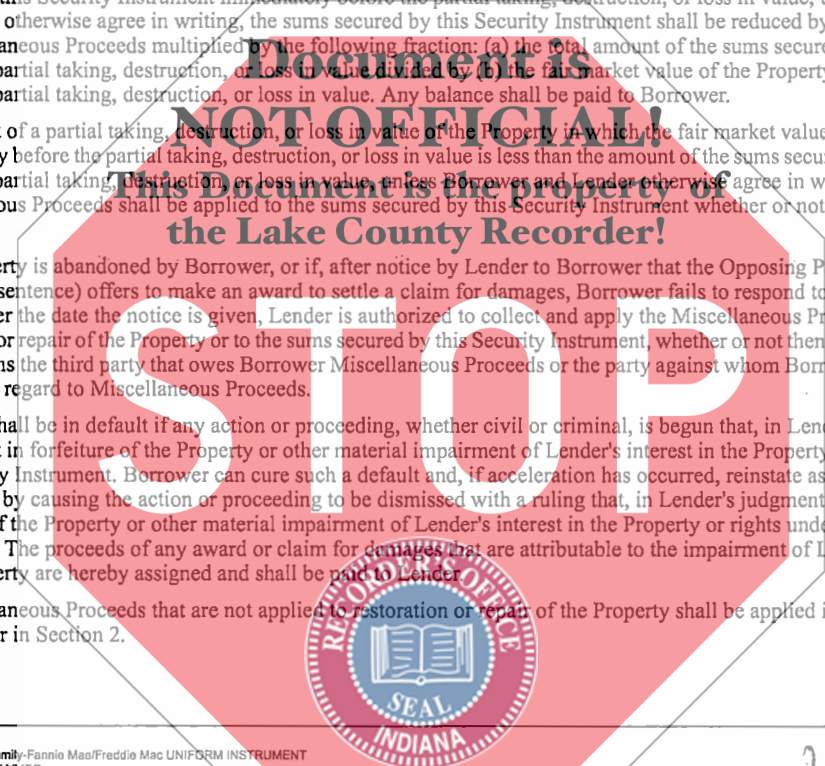 otherwise agree in writing, the sums secured by this Security Instrument shall be reduced by
aneous Proceeds multiplied by the following fraction: (a) the total amount of the sums secure
partial taking, destruction, or loss in value divided by (b) the fair market value of the Property
partial taking, destruction, or loss in value. Any balance shall be paid to Borrower.
Document is
NOT OFFICIAL!
This Document is the property of
the Lake County Recorder!
of a partial taking, destruction, or loss in value of the Property in which the fair market value
y before the partial taking, destruction, or loss in value is less than the amount of the sums secu
partial taking, destruction, or loss in value, unless Borrower and Lender otherwise agree in w
ous Proceeds shall be applied to the sums secured by this Security Instrument whether or not
erty is abandoned by Borrower, or if, after notice by Lender to Borrower that the Opposing P
sentence) offers to make an award to settle a claim for damages, Borrower fails to respond to
er the date the notice is given, Lender is authorized to collect and apply the Miscellaneous Pr
or repair of the Property or to the sums secured by this Security Instrument, whether or not then
ns the third party that owes Borrower Miscellaneous Proceeds or the party against whom Borr
regard to Miscellaneous Proceeds.
STOP
hall be in default if any action or proceeding, whether civil or criminal, is begun that, in Lend
t in forfeiture of the Property or other material impairment of Lender's interest in the Property
y Instrument. Borrower can cure such a default and, if acceleration has occurred, reinstate as
by causing the action or proceeding to be dismissed with a ruling that, in Lender's judgment
f the Property or other material impairment of Lender's interest in the Property or rights unde
The proceeds of any award or claim for damages that are attributable to the impairment of L
erty are hereby assigned and shall be paid to Lender.
aneous Proceeds that are not applied to restoration or repair of the Property shall be applied i
r in Section 2.
RECORDER'S OFFICE
SEAL
INDIANA
mily-Fannie Mae/Freddie Mac UNIFORM INSTRUMENT